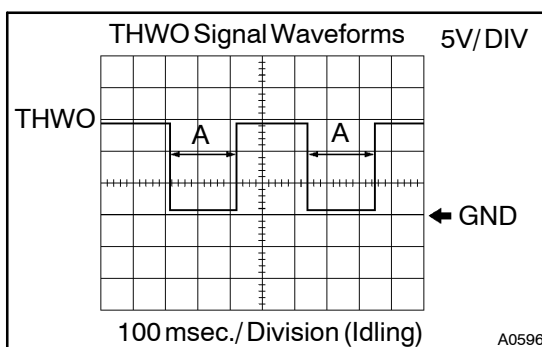 THWO Signal Waveforms 5V/DIV
THWO
A A
GND
100 msec./Division (Idling)
A0596